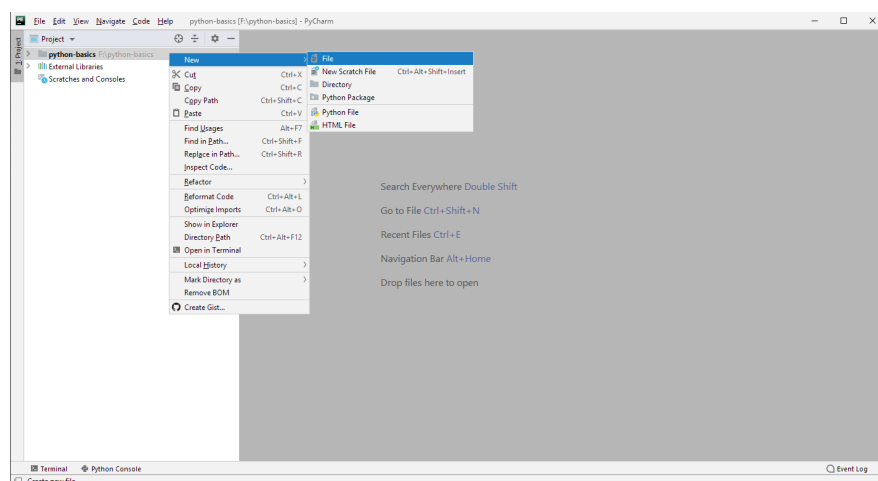 File Edit View Navigate Code Help python-basics [F:\python-basics] - PyCharm
1: Project
Project
python-basics F:\python-basics
External Libraries
Scratches and Consoles
New
Cut Ctrl+X
Copy Ctrl+C
Copy Path Ctrl+Shift+C
Paste Ctrl+V
Find Usages Alt+F7
Find in Path... Ctrl+Shift+F
Replace in Path... Ctrl+Shift+R
Inspect Code...
Refactor
Reformat Code Ctrl+Alt+L
Optimize Imports Ctrl+Alt+O
Show in Explorer
Directory Path Ctrl+Alt+F12
Open in Terminal
Local History
Mark Directory as
Remove BOM
Create Gist...
File
New Scratch File Ctrl+Alt+Shift+Insert
Directory
Python Package
Python File
HTML File
Search Everywhere Double Shift
Go to File Ctrl+Shift+N
Recent Files Ctrl+E
Navigation Bar Alt+Home
Drop files here to open
Terminal Python Console Event Log
Create new file